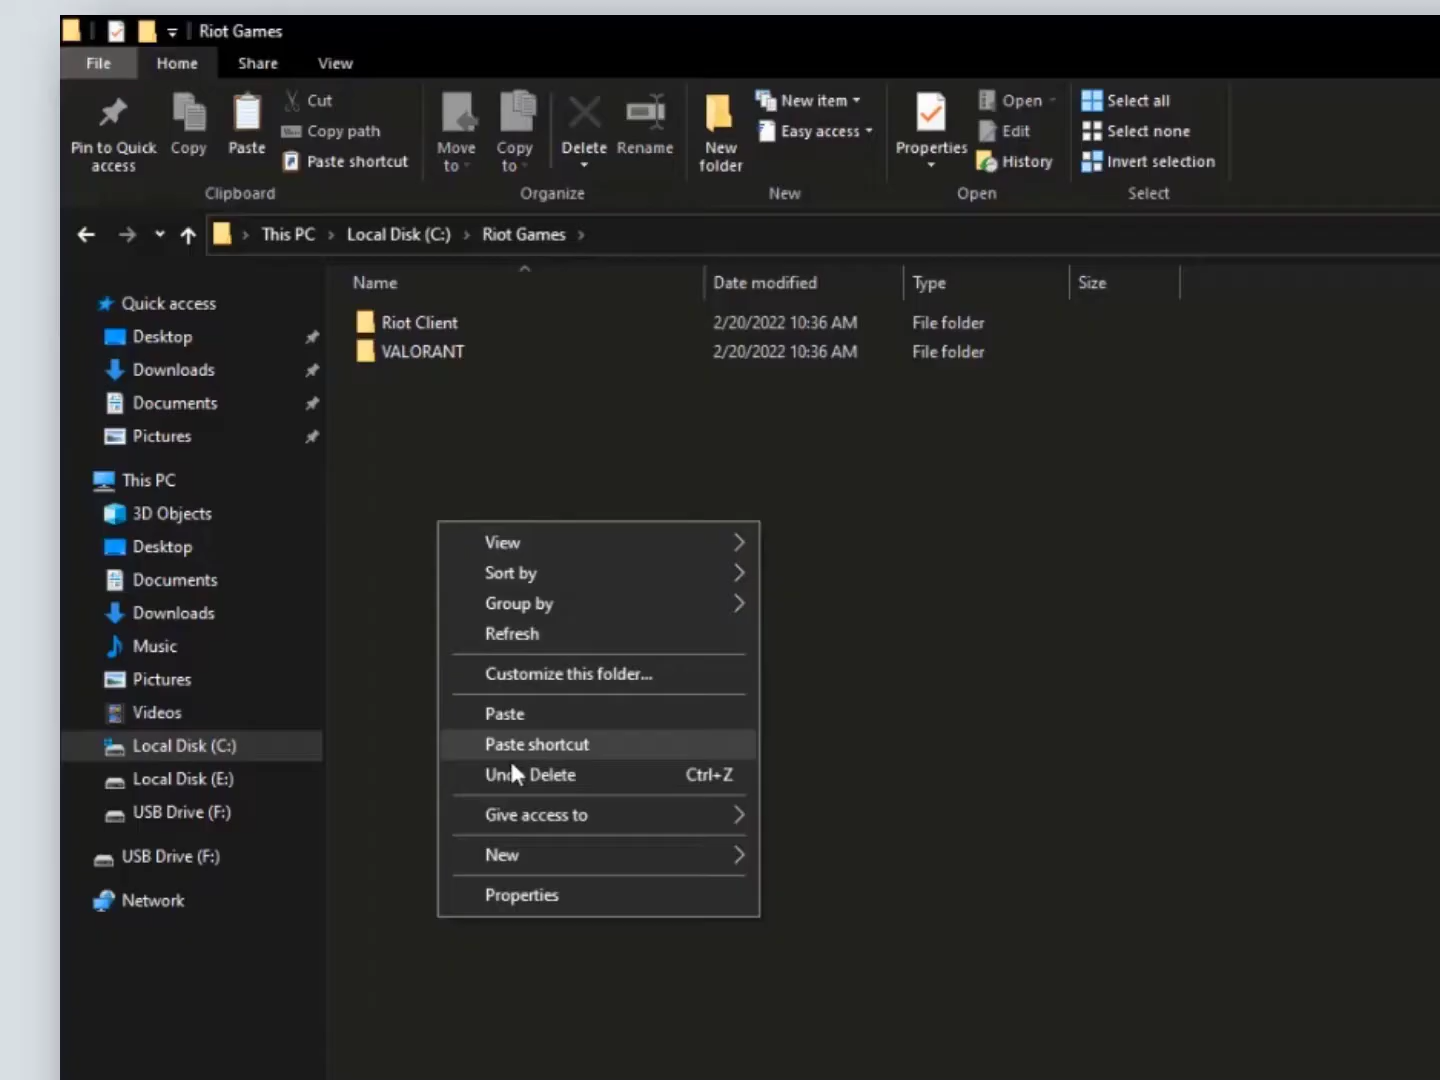 Riot Games
File Home Share View
Pin to Quick access
Copy
Paste
Cut
Copy path
Paste shortcut
Clipboard
Move to
Copy to
Delete
Rename
Organize
New folder
New item
Easy access
New
Properties
Open
Edit
History
Open
Select all
Select none
Invert selection
Select
This PC Local Disk (C:) Riot Games
Name Date modified Type Size
Riot Client 2/20/2022 10:36 AM File folder
VALORANT 2/20/2022 10:36 AM File folder
Quick access
Desktop
Downloads
Documents
Pictures
This PC
3D Objects
Desktop
Documents
Downloads
Music
Pictures
Videos
Local Disk (C:)
Local Disk (E:)
USB Drive (F:)
USB Drive (F:)
Network
View
Sort by
Group by
Refresh
Customize this folder...
Paste
Paste shortcut
Undo Delete Ctrl+Z
Give access to
New
Properties